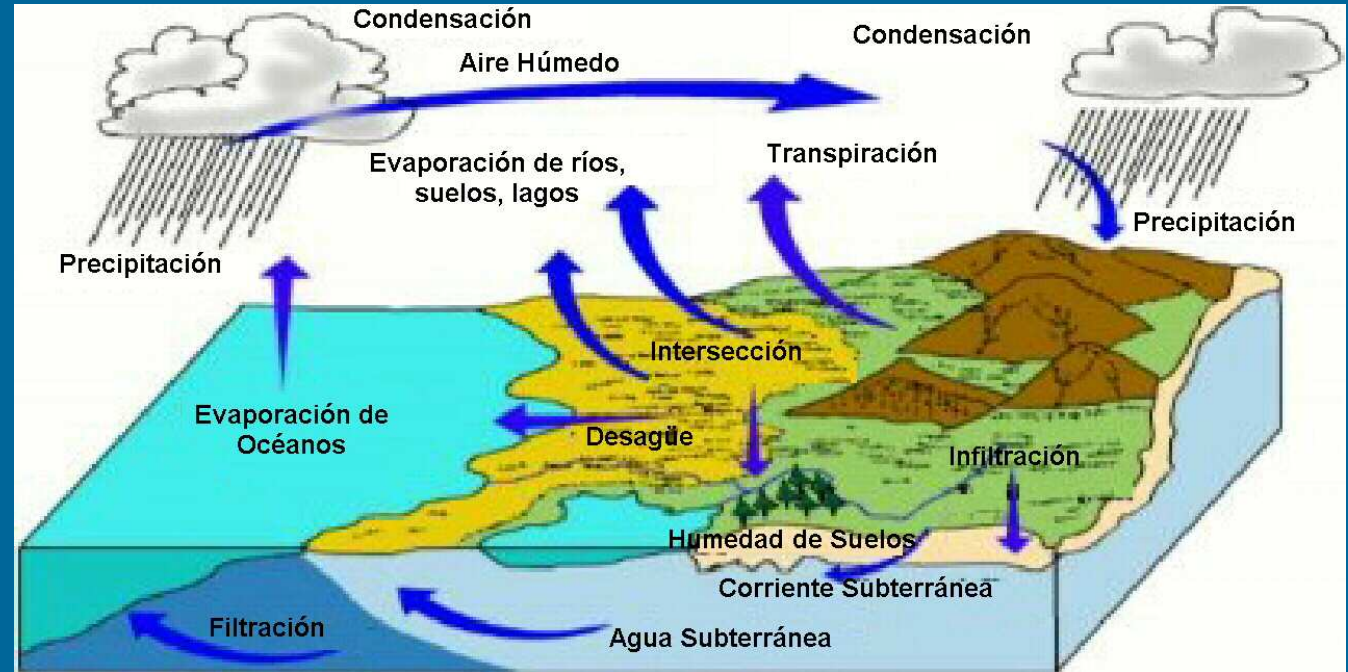 Condensación
Condensación
Aire Húmedo
Evaporación de ríos,
suelos, lagos
Transpiración
Precipitación
Precipitación
Intersección
Evaporación de
Océanos
Desagüe
Infiltración
Humedad de Suelos
Corriente Subterránea
Filtración
Agua Subterránea